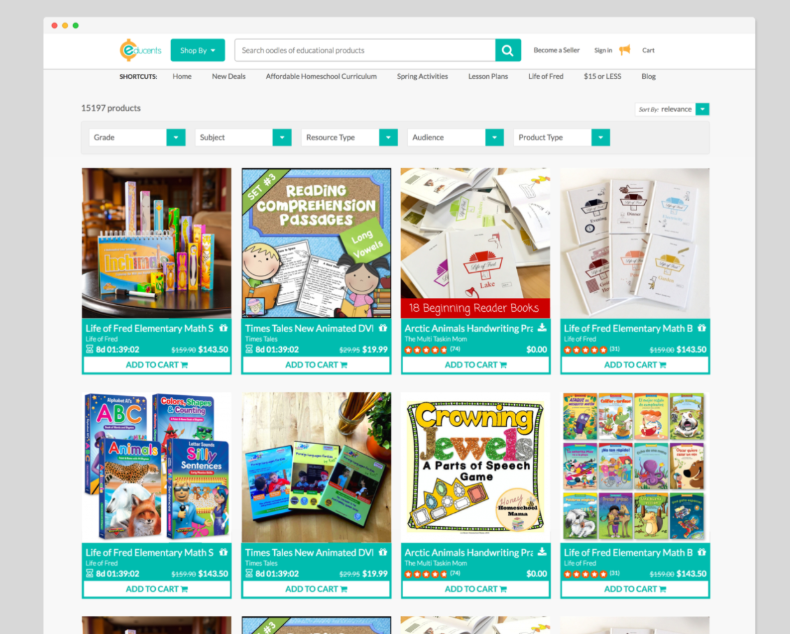 educents
Shop By
Search oodles of educational products
Become a Seller
Sign in
Cart
SHORTCUTS: Home New Deals Affordable Homeschool Curriculum Spring Activities Lesson Plans Life of Fred $15 or LESS Blog
15197 products
Sort By: relevance
Grade Subject Resource Type Audience Product Type
SET #3
READING
COMPREHENSION
PASSAGES
Long
Vowels
Life of Fred
Lake
18 Beginning Reader Books
Life of Fred Elementary Math S
Life of Fred
8d 01:39:02 $159.90 $143.50
ADD TO CART
Times Tales New Animated DVI
Times Tales
8d 01:39:02 $29.95 $19.99
ADD TO CART
Arctic Animals Handwriting Pra
The Multi Taskin Mom
(74) $0.00
ADD TO CART
Life of Fred Elementary Math B
Life of Fred
(31) $159.00 $143.50
ADD TO CART
Alphabet AI's
ABC
Colors, Shapes
& Counting
Animals
Letter Sounds
Silly
Sentences
Crowning
Jewels
A Parts of Speech
Game
Honest
Homeschool
Mama
Life of Fred Elementary Math S
Life of Fred
8d 01:39:02 $159.90 $143.50
ADD TO CART
Times Tales New Animated DVI
Times Tales
8d 01:39:02 $29.95 $19.99
ADD TO CART
Arctic Animals Handwriting Pra
The Multi Taskin Mom
(74) $0.00
ADD TO CART
Life of Fred Elementary Math B
Life of Fred
(31) $159.00 $143.50
ADD TO CART
#3
READING